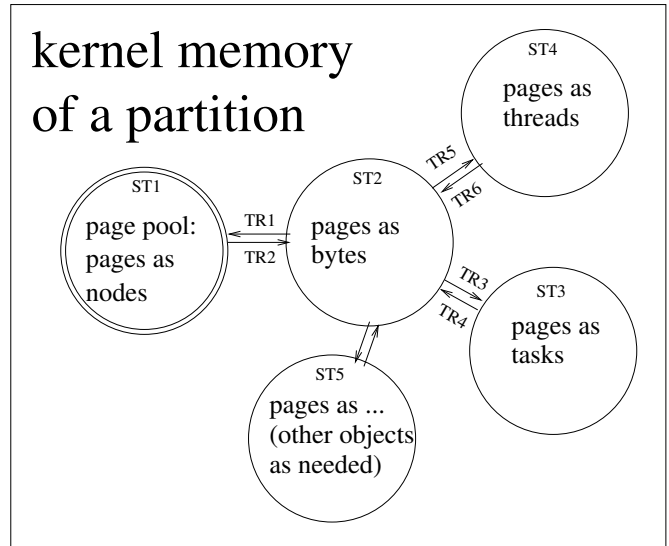 kernel memory
of a partition
ST1
page pool:
pages as
nodes
TR1
TR2
ST2
pages as
bytes
TR5
TR6
ST4
pages as
threads
TR3
TR4
ST3
pages as
tasks
ST5
pages as ...
(other objects
as needed)